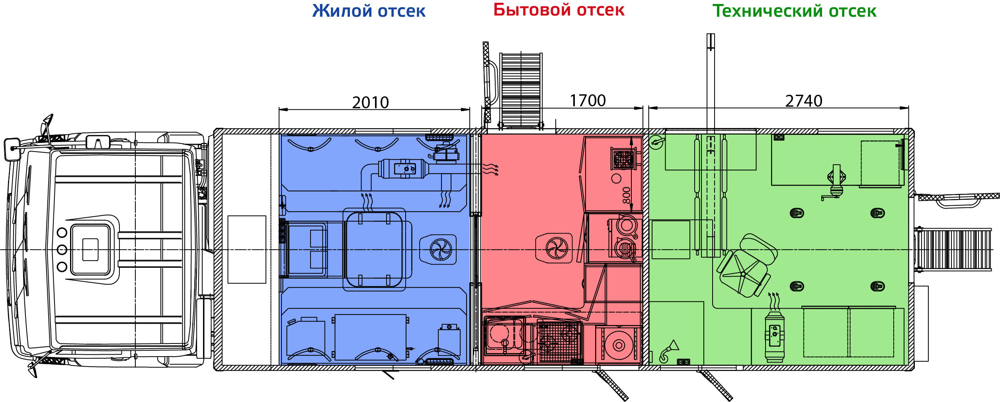 Жилой отсек
Бытовой отсек
Технический отсек
2010
1700
2740
800